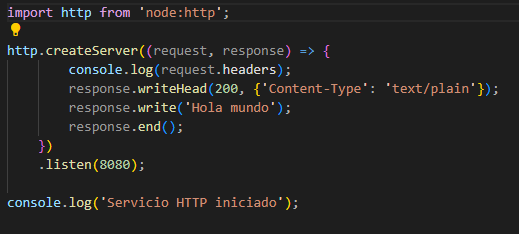 import http from 'node:http';
http.createServer((request, response) => {
console.log(request.headers);
response.writeHead(200, {'Content-Type': 'text/plain'});
response.write('Hola mundo');
response.end();
})
.listen(8080);
console.log('Servicio HTTP iniciado');